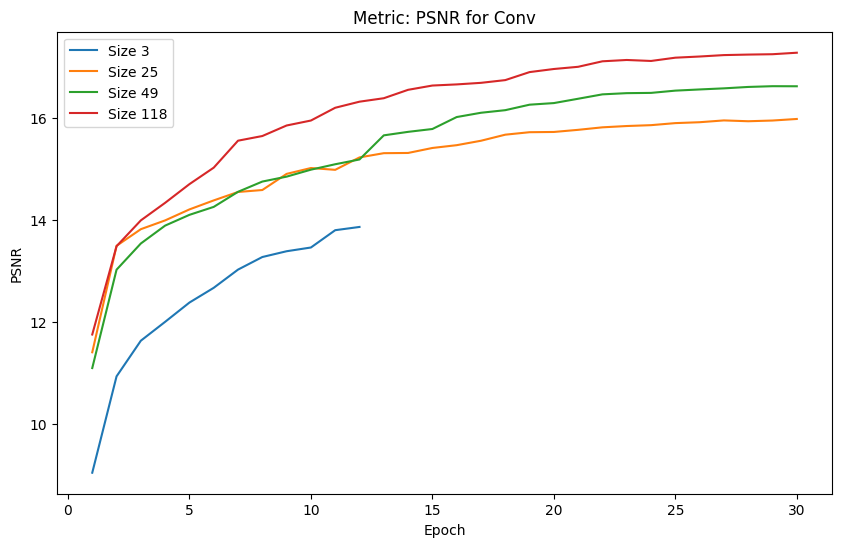 Metric: PSNR for Conv
Size 3
Size 25
Size 49
Size 118
PSNR
16
14
12
10
0 5 10 15 20 25 30
Epoch